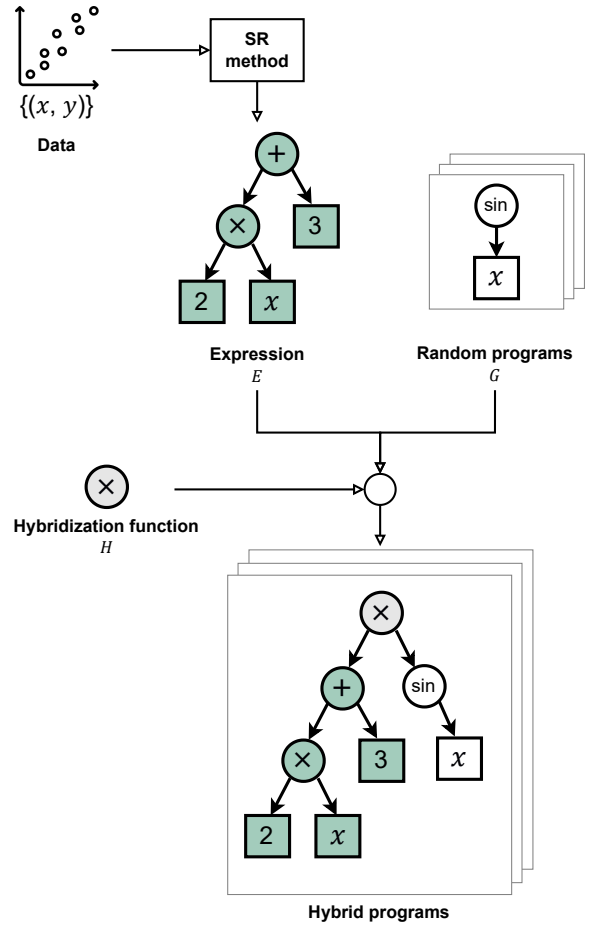 SR
method
{(x, y)}
Data
+
×
3
2
x
sin
x
Expression
E
Random programs
G
×
Hybridization function
H
×
+
sin
×
3
x
2
x
Hybrid programs